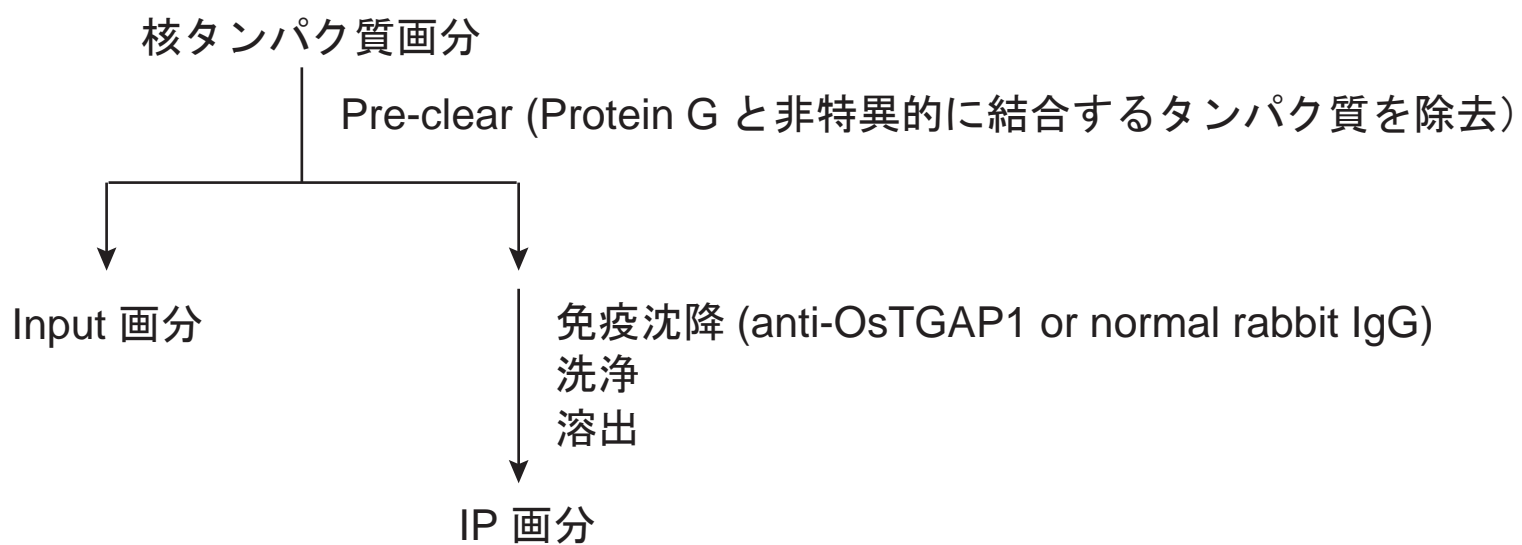 核タンパク質画分
Pre-clear (Protein G と非特異的に結合するタンパク質を除去）
Input 画分
免疫沈降 (anti-OsTGAP1 or normal rabbit IgG)
洗浄
溶出
IP 画分